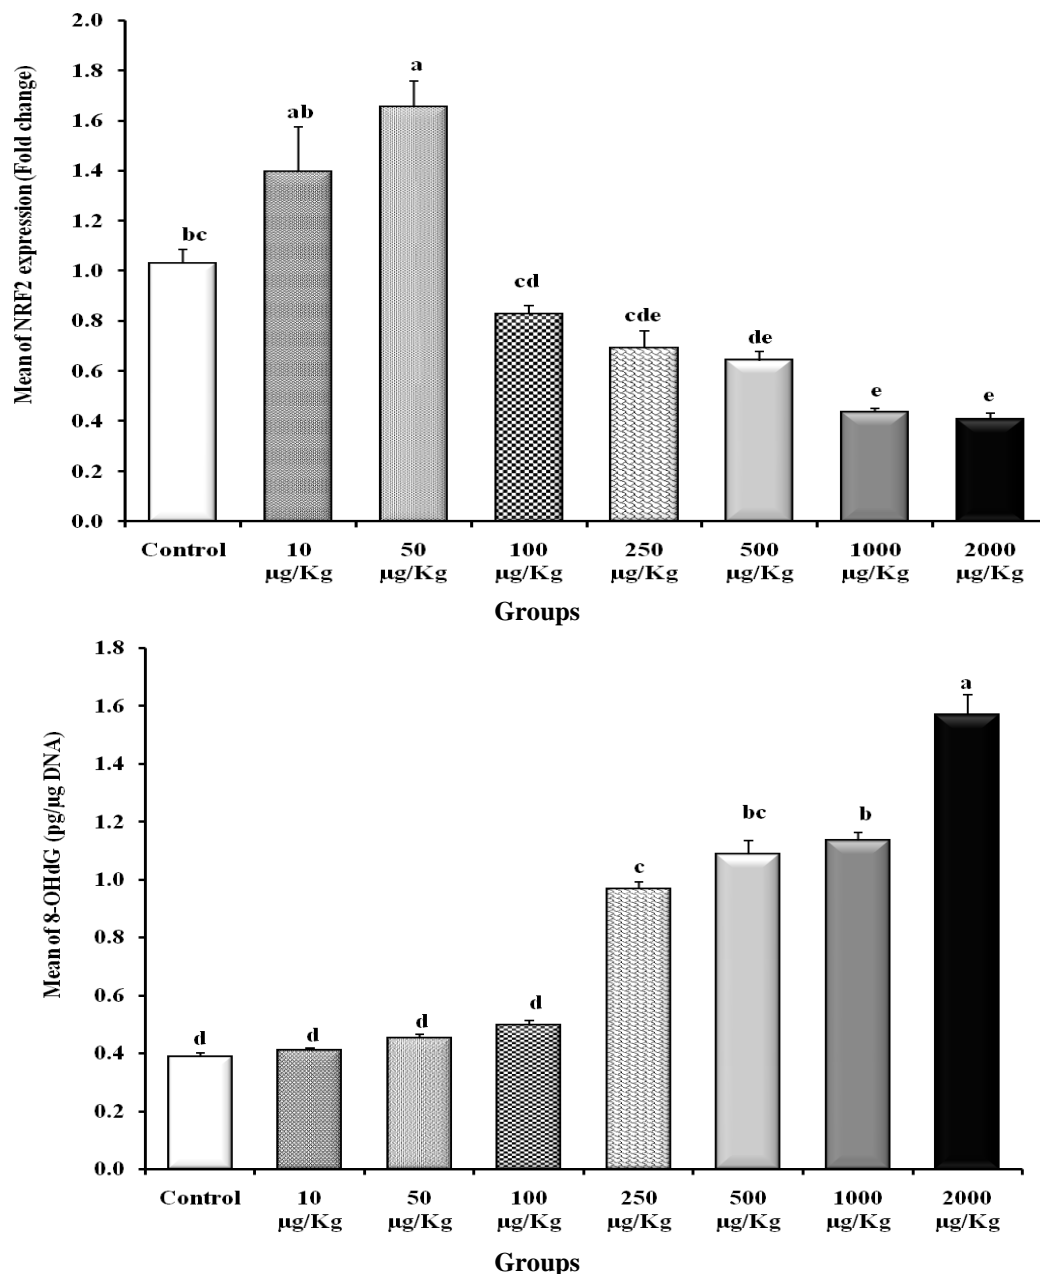 Mean of NRF2 expression (Fold change)
2.0
1.8
1.6
1.4
1.2
1.0
0.8
0.6
0.4
0.2
0.0
bc
ab
a
cd
cde
de
e
e
Control 10 50 100 250 500 1000 2000
µg/Kg µg/Kg µg/Kg µg/Kg µg/Kg µg/Kg µg/Kg
Groups
Mean of 8-OHdG (pg/µg DNA)
1.8
1.6
1.4
1.2
1.0
0.8
0.6
0.4
0.2
0.0
d
d
d
d
c
bc
b
a
Control 10 50 100 250 500 1000 2000
µg/Kg µg/Kg µg/Kg µg/Kg µg/Kg µg/Kg µg/Kg
Groups